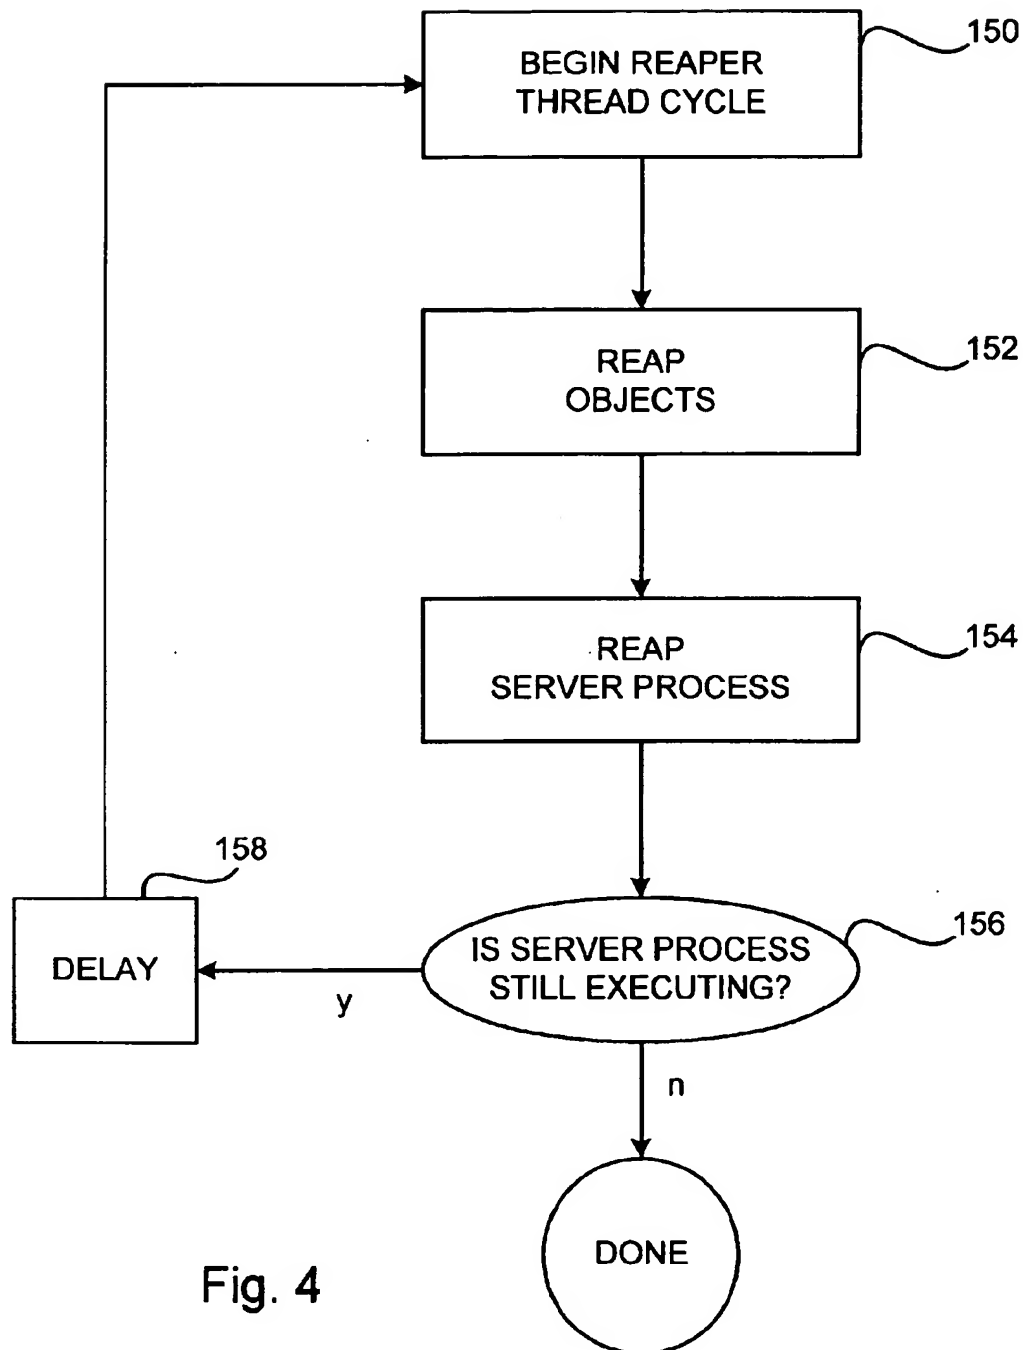 150
BEGIN REAPER
THREAD CYCLE
152
REAP
OBJECTS
154
REAP
SERVER PROCESS
158
156
DELAY
IS SERVER PROCESS
STILL EXECUTING?
y
n
DONE
Fig. 4